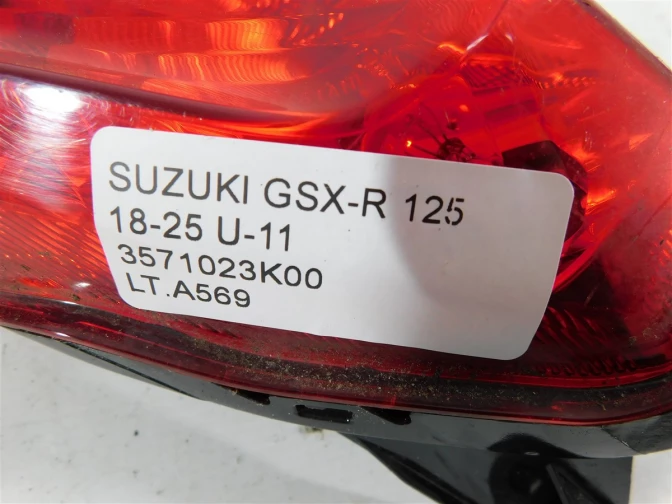 SUZUKI GSX-R 125
18-25 U-11
3571023K00
LT.A569